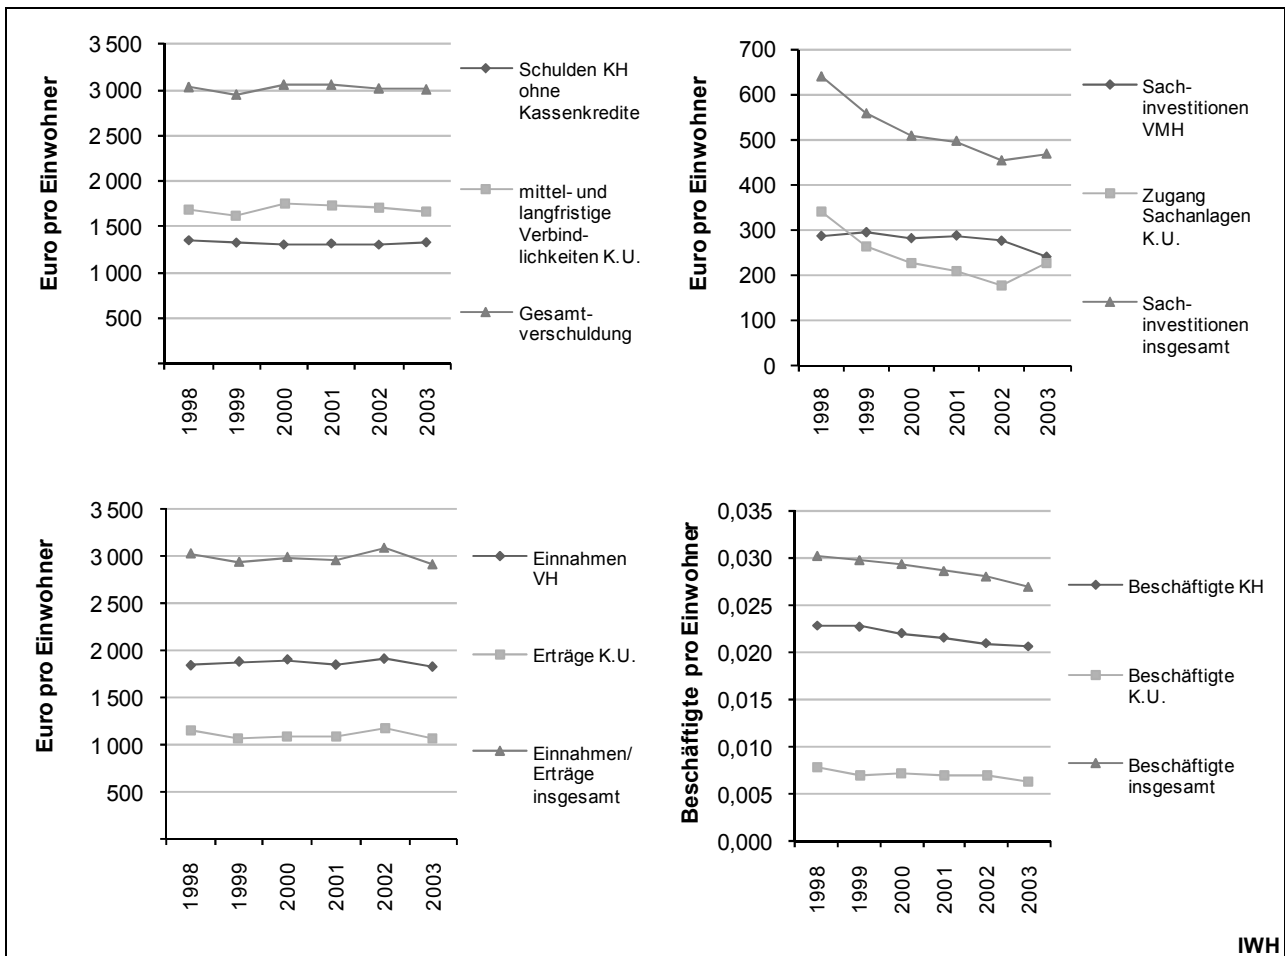 Euro pro Einwohner
3 500
3 000
2 500
2 000
1 500
1 000
500
1998
1999
2000
2001
2002
2003
Schulden KH
ohne
Kassenkredite
mittel- und
langfristige
Verbind-
lichkeiten K.U.
Gesamt-
verschuldung
Euro pro Einwohner
700
600
500
400
300
200
100
0
1998
1999
2000
2001
2002
2003
Sach-
investitionen
VMH
Zugang
Sachanlagen
K.U.
Sach-
investitionen
insgesamt
Euro pro Einwohner
3 500
3 000
2 500
2 000
1 500
1 000
500
1998
1999
2000
2001
2002
2003
Einnahmen
VH
Erträge K.U.
Einnahmen/
Erträge
insgesamt
Beschäftigte pro Einwohner
0,035
0,030
0,025
0,020
0,015
0,010
0,005
0,000
1998
1999
2000
2001
2002
2003
Beschäftigte KH
Beschäftigte
K.U.
Beschäftigte
insgesamt
IWH